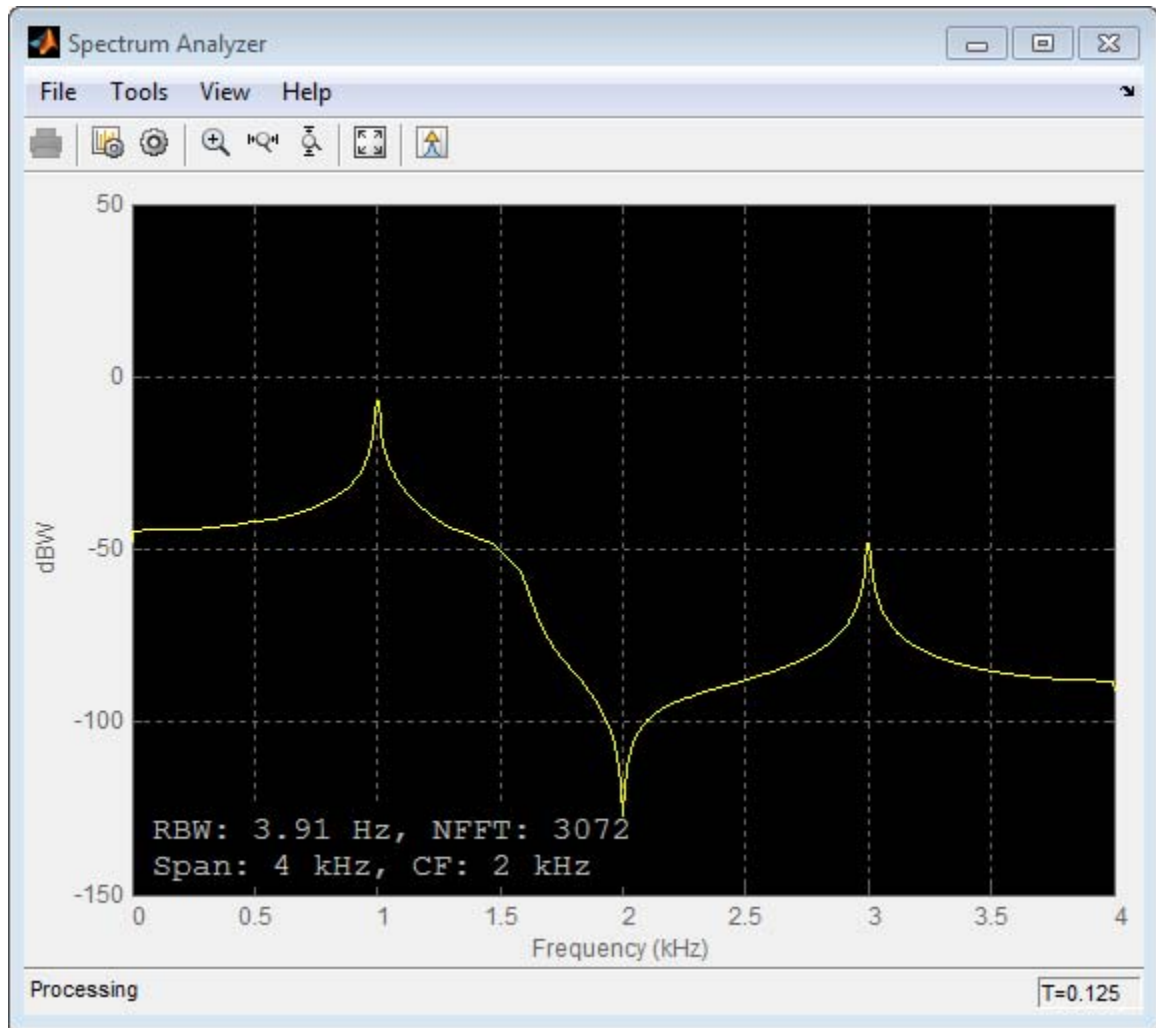 Spectrum Analyzer
File Tools View Help
50
0
-50
-100
-150
dBW
RBW: 3.91 Hz, NFFT: 3072
Span: 4 kHz, CF: 2 kHz
0 0.5 1 1.5 2 2.5 3 3.5 4
Frequency (kHz)
Processing
T=0.125